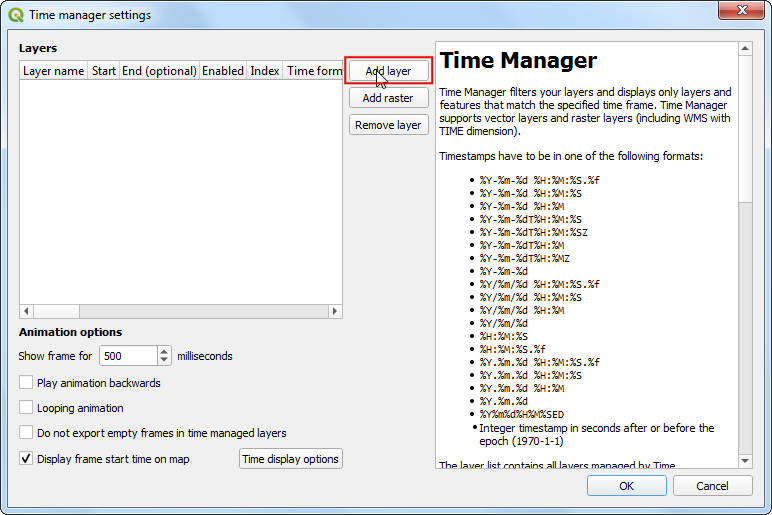 Time manager settings
Layers
Layer name Start End (optional) Enabled Index Time form
Add layer
Add raster
Remove layer
Animation options
Show frame for 500 milliseconds
Play animation backwards
Looping animation
Do not export empty frames in time managed layers
Display frame start time on map
Time display options
Time Manager
Time Manager filters your layers and displays only layers and
features that match the specified time frame. Time Manager
supports vector layers and raster layers (including WMS with
TIME dimension).
Timestamps have to be in one of the following formats:
%Y-%m-%d %H:%M:%S.%f
%Y-%m-%d %H:%M:%S
%Y-%m-%d %H:%M
%Y-%m-%dT%H:%M:%S
%Y-%m-%dT%H:%M:%SZ
%Y-%m-%dT%H:%M
%Y-%m-%dT%H:%MZ
%Y-%m-%d
%Y/%m/%d %H:%M:%S.%f
%Y/%m/%d %H:%M:%S
%Y/%m/%d %H:%M
%Y/%m/%d
%H:%M:%S
%H:%M:%S.%f
%Y.%m.%d %H:%M:%S.%f
%Y.%m.%d %H:%M:%S
%Y.%m.%d %H:%M
%Y.%m.%d
%Y%m%d%H%M%SED
Integer timestamp in seconds after or before the
epoch (1970-1-1)
The layer list contains all layers managed by Time
OK
Cancel